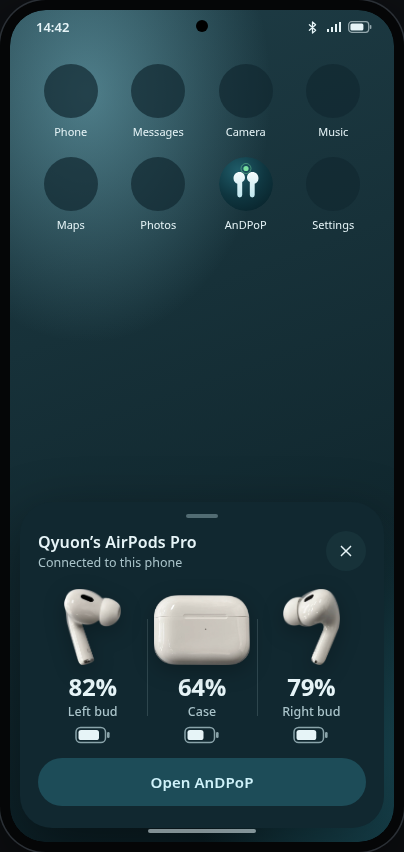 14:42
Phone Messages Camera Music
Maps Photos AnDPoP Settings
Qyuon’s AirPods Pro
Connected to this phone
82% 64% 79%
Left bud Case Right bud
Open AnDPoP